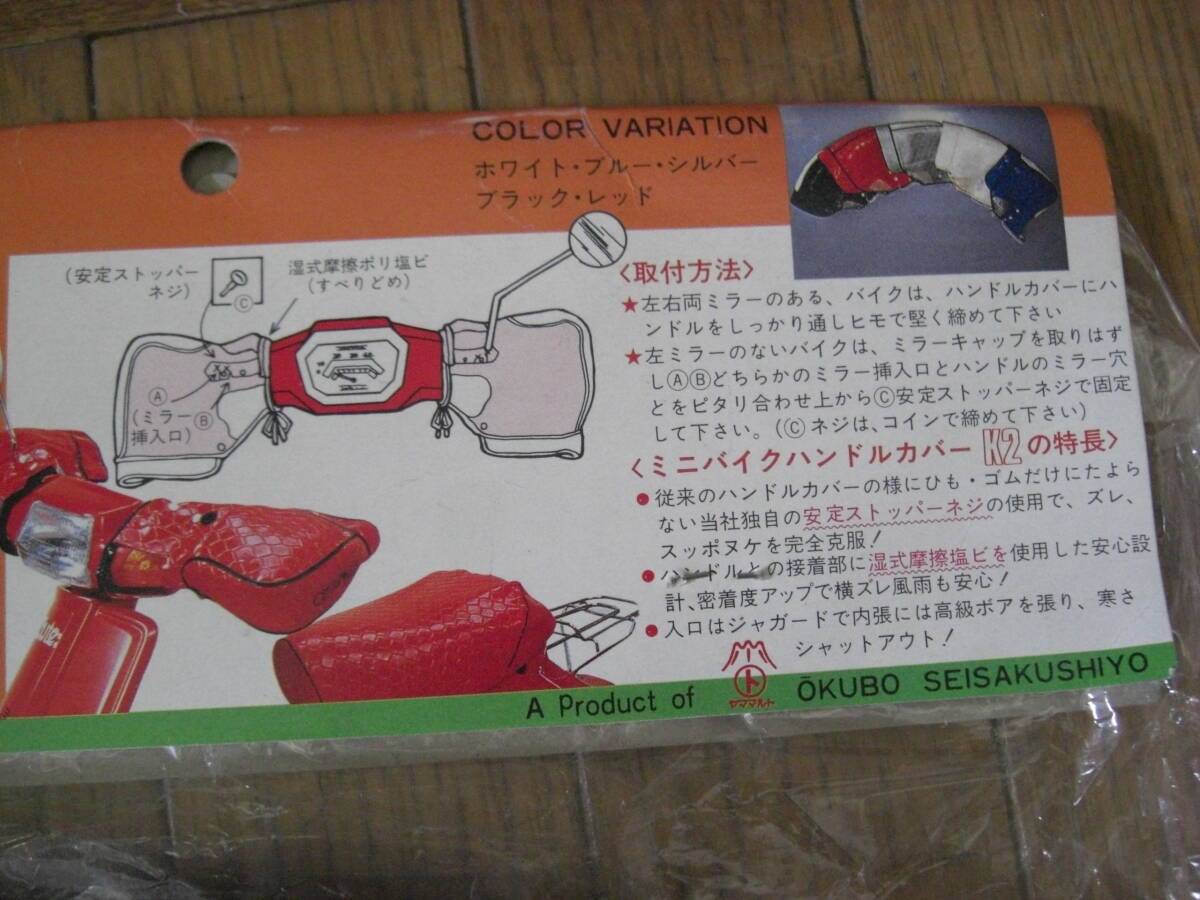 COLOR VARIATION
ホワイト・ブルー・シルバー
ブラック・レッド
(安定ストッパー
ネジ)
Ⓒ
湿式摩擦ポリ塩ビ
(すべりどめ)
Ⓐ
(ミラーⒷ
挿入口)
〈取付方法〉
★左右両ミラーのある、バイクは、ハンドルカバーにハ
ンドルをしっかり通しヒモで堅く締めて下さい
★左ミラーのないバイクは、ミラーキャップを取りはず
しⒶⒷどちらかのミラー挿入口とハンドルのミラー穴
とをピタリ合わせ上からⒸ安定ストッパーネジで固定
して下さい。(Ⓒネジは、コインで締めて下さい)
〈ミニバイクハンドルカバー K2の特長〉
●従来のハンドルカバーの様にひも・ゴムだけにたよら
ない当社独自の安定ストッパーネジの使用で、ズレ、
スッポヌケを完全克服!
●ハンドルとの接着部に湿式摩擦塩ビを使用した安心設
計、密着度アップで横ズレ風雨も安心!
●入口はジャガードで内張には高級ボアを張り、寒さ
シャットアウト!
A Product of ト ヤママルト ŌKUBO SEISAKUSHIYO